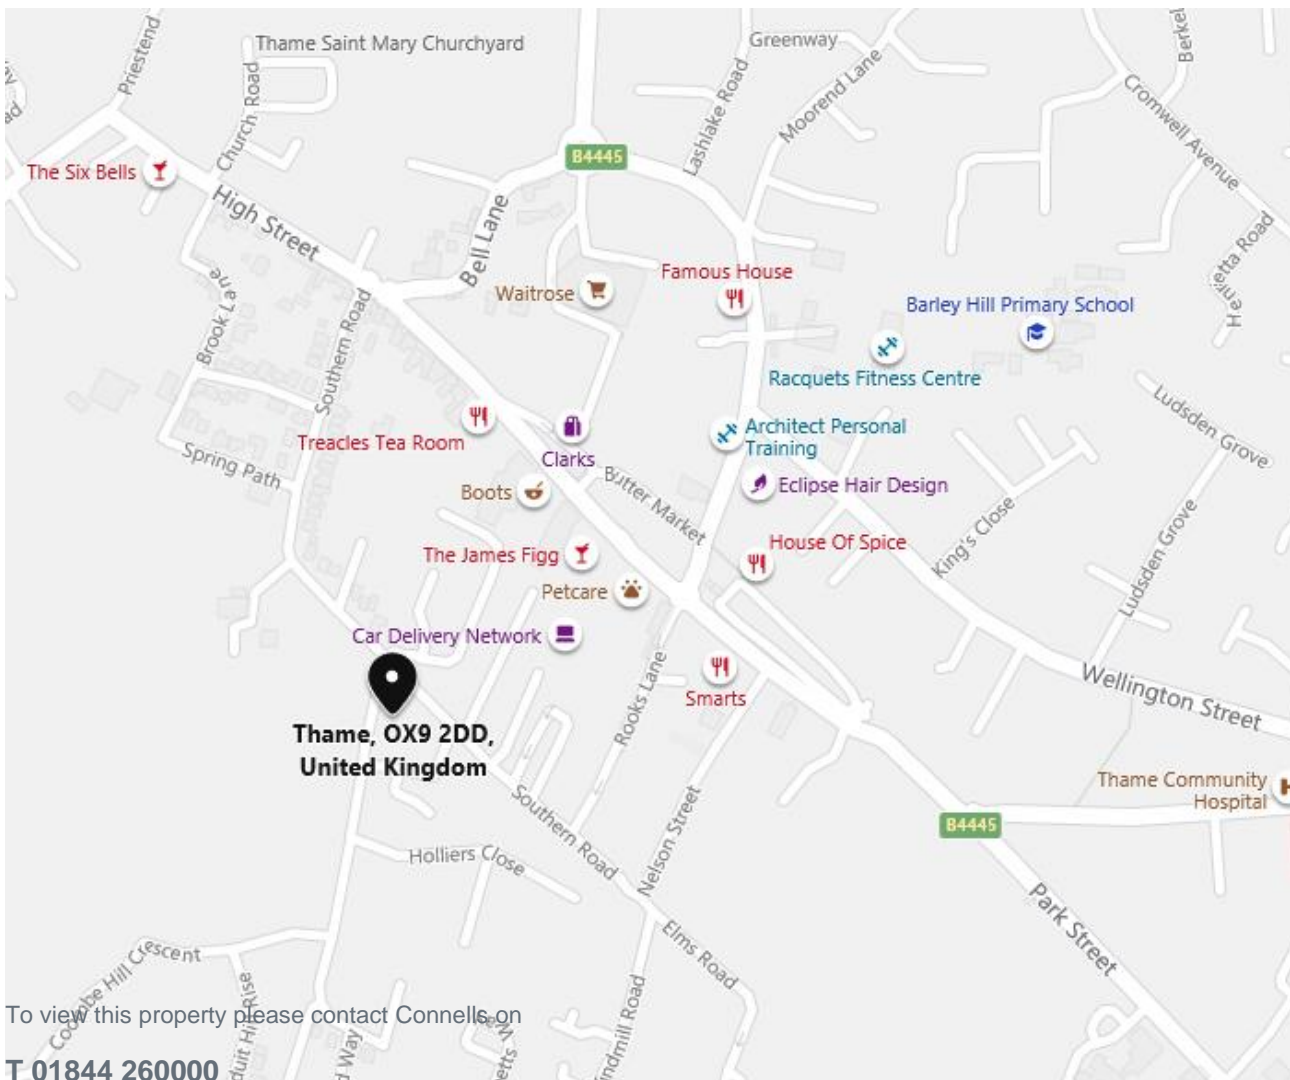 Priestend
Thame Saint Mary Churchyard
Church Road
Greenway
Lashlake Road
Moorend Lane
Cromwell Avenue
B4445
The Six Bells
High Street
Bell Lane
Henrietta Road
Famous House
Waitrose
Barley Hill Primary School
Brook Lane
Southern Road
Racquets Fitness Centre
Treacles Tea Room
Architect Personal
Training
Ludsden Grove
Clarks
Spring Path
Boots
Butter Market
Eclipse Hair Design
King's Close
House Of Spice
The James Figg
Petcare
Ludsden Grove
Car Delivery Network
Rooks Lane
Smarts
Wellington Street
Thame, OX9 2DD,
United Kingdom
Thame Community
Hospital
Southern Road
Nelson Street
B4445
Holliers Close
Park Street
Elms Road
Coombe Hill Crescent
To view this property please contact Connells on
T 01844 260000